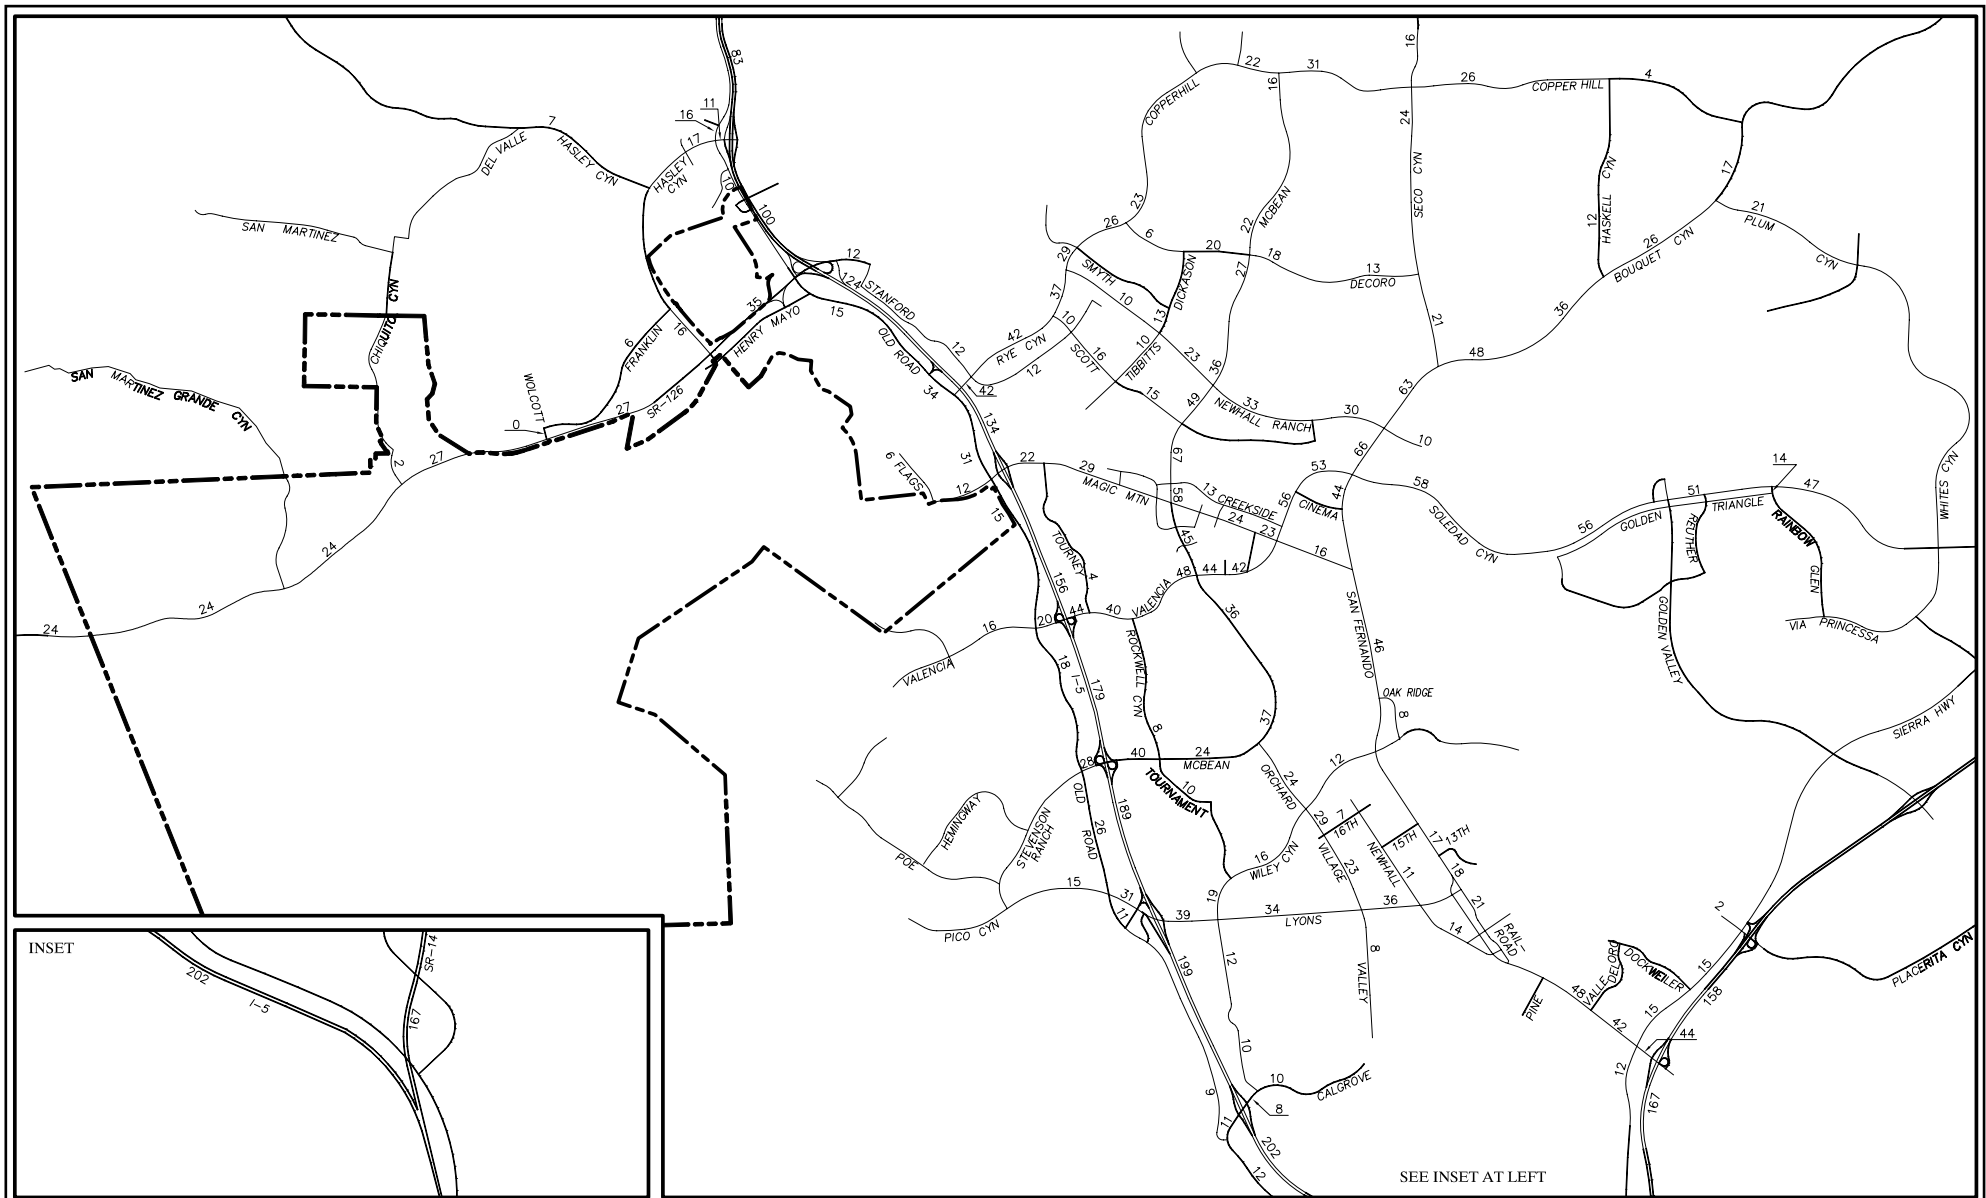 83
16
22
31
16
26
COPPER HILL
4
COPPERHILL
11
16
24
7
DEL VALLE
HASLEY CYN
17
HASLEY
CYN
10
HASKELL CYN
12
17
SECO CYN
MCBEAN
22
23
26
6
20
18
27
13
DECORO
21
PLUM
CYN
26
BOUQUET CYN
36
SAN MARTINEZ
100
12
124
STANFORD
29
SMYTH
10
DICKASON
13
37
CHIQUITO CYN
35
HENRY MAYO
15
OLD ROAD
6
FRANKLIN
16
42
RYE CYN
12
10
16
SCOTT
10
TIBBITTS
23
36
21
48
63
12
42
34
15
49
33
NEWHALL RANCH
30
10
SAN MARTINEZ GRANDE CYN
WOLCOTT
0
27
SR-126
134
31
66
67
2
27
6 FLAGS
12
22
29
MAGIC MTN
58
13
CREEKSIDE
24
23
56
53
CINEMA
44
58
SOLEDAD CYN
14
47
51
TRIANGLE
56
GOLDEN
REUTHER
RAINBOW
GLEN
WHITES CYN
15
TOURNEY
4
45
16
24
24
24
156
48
44
42
VALENCIA
40
44
20
16
VALENCIA
36
SAN FERNANDO
46
GOLDEN VALLEY
VIA PRINCESSA
18
I-5
179
ROCKWELL CYN
8
37
OAK RIDGE
8
SIERRA HWY
28
40
24
MCBEAN
12
TOURNAMENT
10
ORCHARD
24
OLD
ROAD
26
189
HEMINGWAY
STEVENSON
RANCH
POE
29
7
16TH
15TH
17
13TH
16
WILEY CYN
VILLAGE
23
NEWHALL
11
18
15
31
11
PICO CYN
39
19
34
LYONS
36
21
14
RAIL-
ROAD
2
INSET
202
I-5
SR-14
167
199
12
8
VALLEY
48
VALLE DEL ORO
DOCKWEILER
15
PLACERITA CYN
158
PINE
42
15
44
12
167
10
10
CALGROVE
8
9
11
202
12
SEE INSET AT LEFT